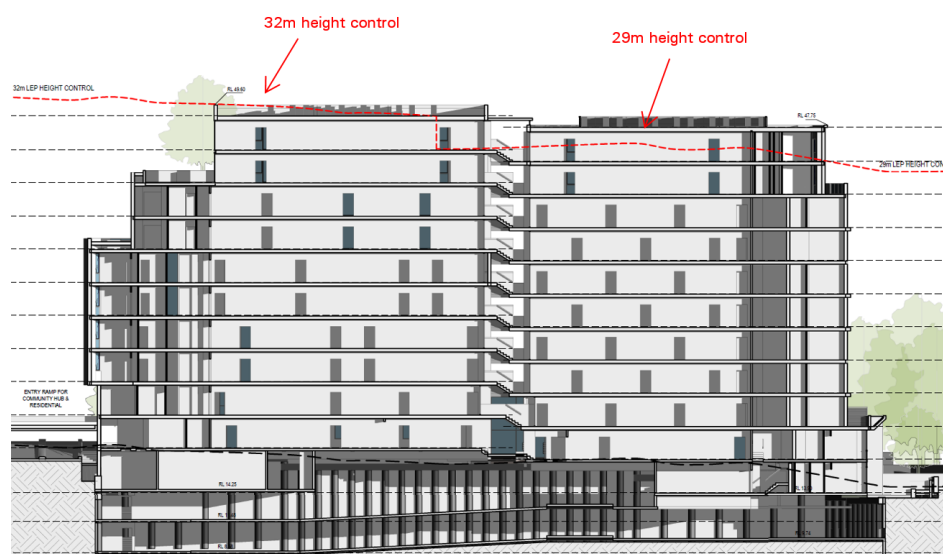 32m height control
29m height control
32m LEP HEIGHT CONTROL
RL 49.60
RL 47.75
29m LEP HEIGHT CON
ENTRY RAMP FOR
COMMUNITY HUB &
RESIDENTIAL
RL 14.25